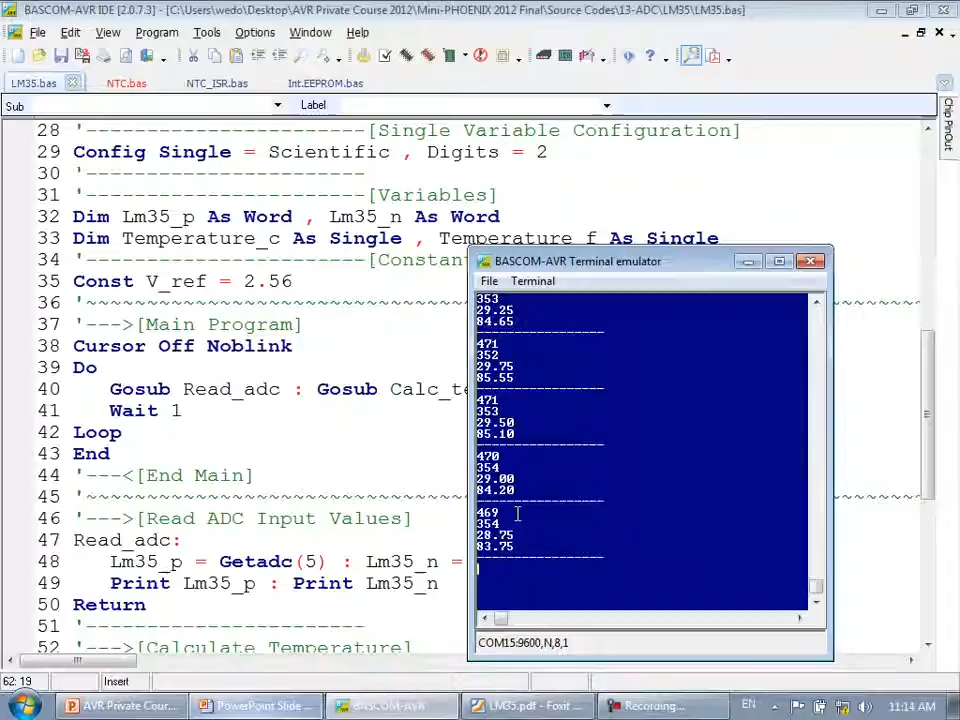 BASCOM-AVR IDE [2.0.7.3] - [C:\Users\wedo\Desktop\AVR Private Course 2012\Mini-PHOENIX 2012 Final\Source Codes\13-ADC\LM35\LM35.bas]
File Edit View Program Tools Options Window Help
LM35.bas NTC.bas NTC_ISR.bas Int.EEPROM.bas
Sub Label
Chip PinOut
28 '-----------------------[Single Variable Configuration]
29 Config Single = Scientific , Digits = 2
30 '-----------------------
31 '-----------------------[Variables]
32 Dim Lm35_p As Word , Lm35_n As Word
33 Dim Temperature_c As Single , Temperature_f As Single
34 '-----------------------[Constan
35 Const V_ref = 2.56
36 '~~~~~~~~~~~~~~~~~~~~~~~~~~~~~~~~~~~~~~~~~~~~~~~~~~~~~~~~~~~~~~~~~~~~~
37 '--->[Main Program]
38 Cursor Off Noblink
39 Do
40 Gosub Read_adc : Gosub Calc_te
41 Wait 1
42 Loop
43 End
44 '---<[End Main]
45 '~~~~~~~~~~~~~~~~~~~~~~~~~~~~~~~~~~~~~~~~~~~~~~~~~~~~~~~~~~~~~~~~~~~~~
46 '--->[Read ADC Input Values]
47 Read_adc:
48 Lm35_p = Getadc(5) : Lm35_n =
49 Print Lm35_p : Print Lm35_n
50 Return
51 '-----------------------
52 '--->[Calculate Temperature]
BASCOM-AVR Terminal emulator
File Terminal
353
29.25
84.65
------------------
471
352
29.75
85.55
------------------
471
353
29.50
85.10
------------------
470
354
29.00
84.20
------------------
469
354
28.75
83.75
------------------
COM15:9600,N,8,1
62: 19 Insert
AVR Private Cour... PowerPoint Slide ... BASCOM-AVR LM35.pdf - Foxit ... Recording... EN 11:14 AM